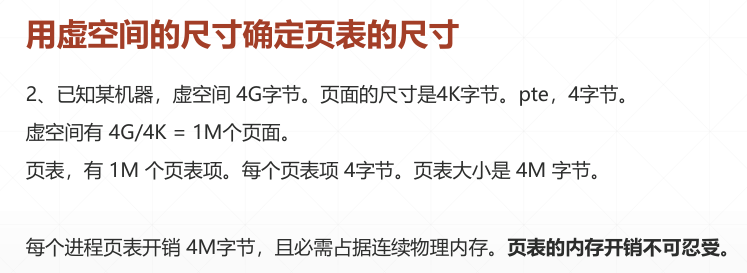 用虚空间的尺寸确定页表的尺寸
2、已知某机器，虚空间 4G字节。页面的尺寸是4K字节。pte，4字节。
虚空间有 4G/4K = 1M个页面。
页表，有 1M 个页表项。每个页表项 4字节。页表大小是 4M 字节。
每个进程页表开销 4M字节，且必需占据连续物理内存。页表的内存开销不可忍受。